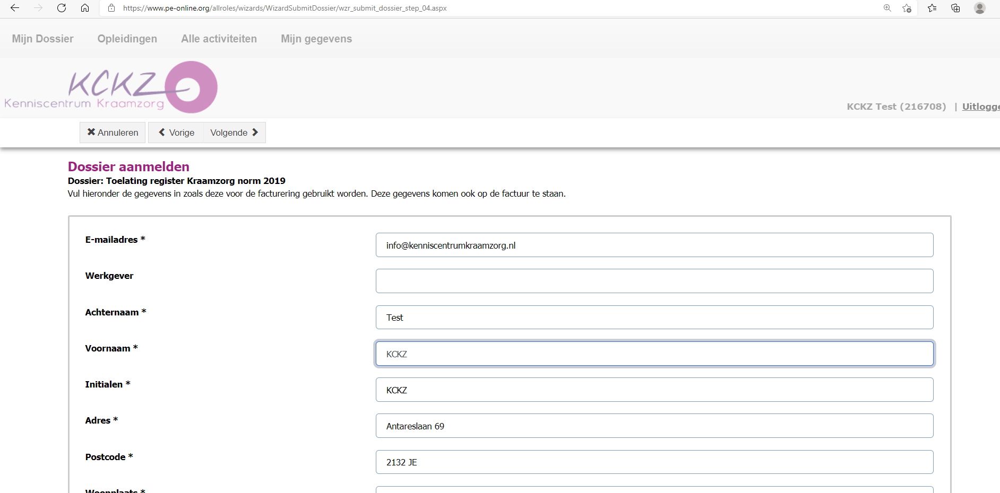 https://www.pe-online.org/allroles/wizards/WizardSubmitDossier/wzr_submit_dossier_step_04.aspx
Mijn Dossier Opleidingen Alle activiteiten Mijn gegevens
KCKZ
Kenniscentrum Kraamzorg
KCKZ Test (216708) | Uitlogge
Annuleren Vorige Volgende
Dossier aanmelden
Dossier: Toelating register Kraamzorg norm 2019
Vul hieronder de gegevens in zoals deze voor de facturering gebruikt worden. Deze gegevens komen ook op de factuur te staan.
E-mailadres * info@kenniscentrumkraamzorg.nl
Werkgever
Achternaam * Test
Voornaam * KCKZ
Initialen * KCKZ
Adres * Antareslaan 69
Postcode * 2132 JE
Woonplaats *